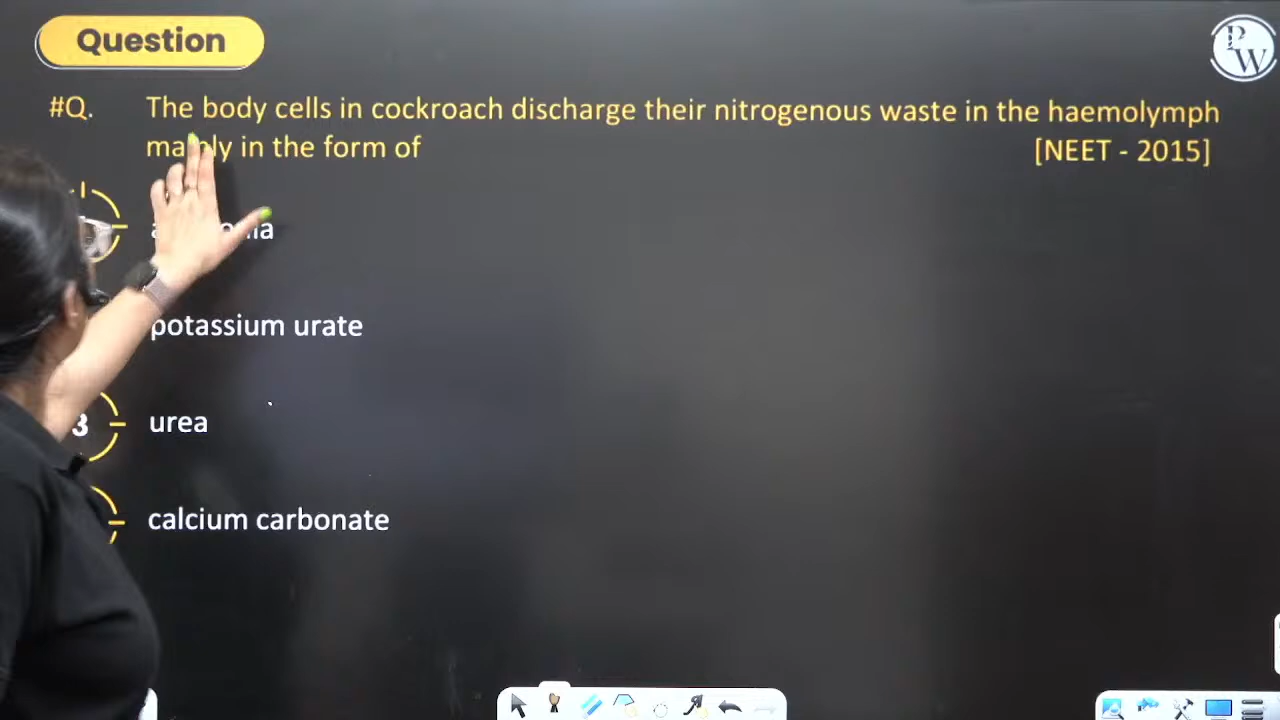 Question
PW
#Q. The body cells in cockroach discharge their nitrogenous waste in the haemolymph
in the form of [NEET - 2015]
potassium urate
3 urea
calcium carbonate